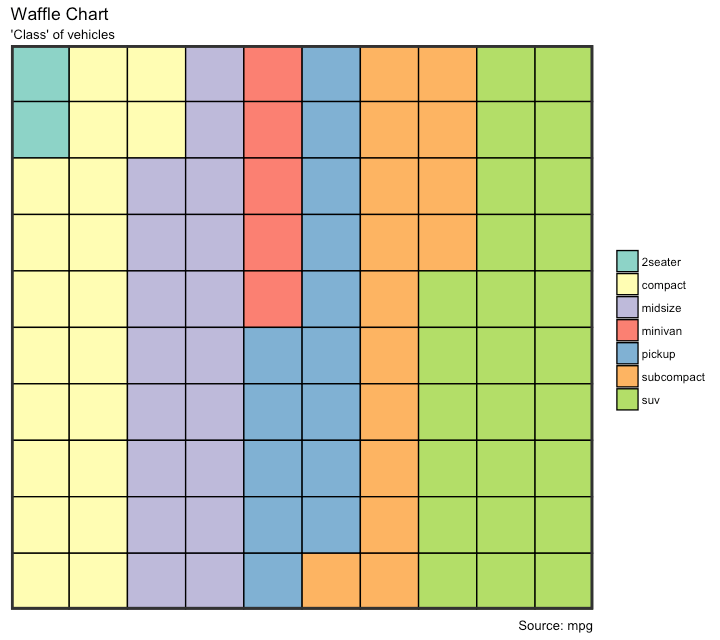 Waffle Chart
'Class' of vehicles
2seater
compact
midsize
minivan
pickup
subcompact
suv
Source: mpg